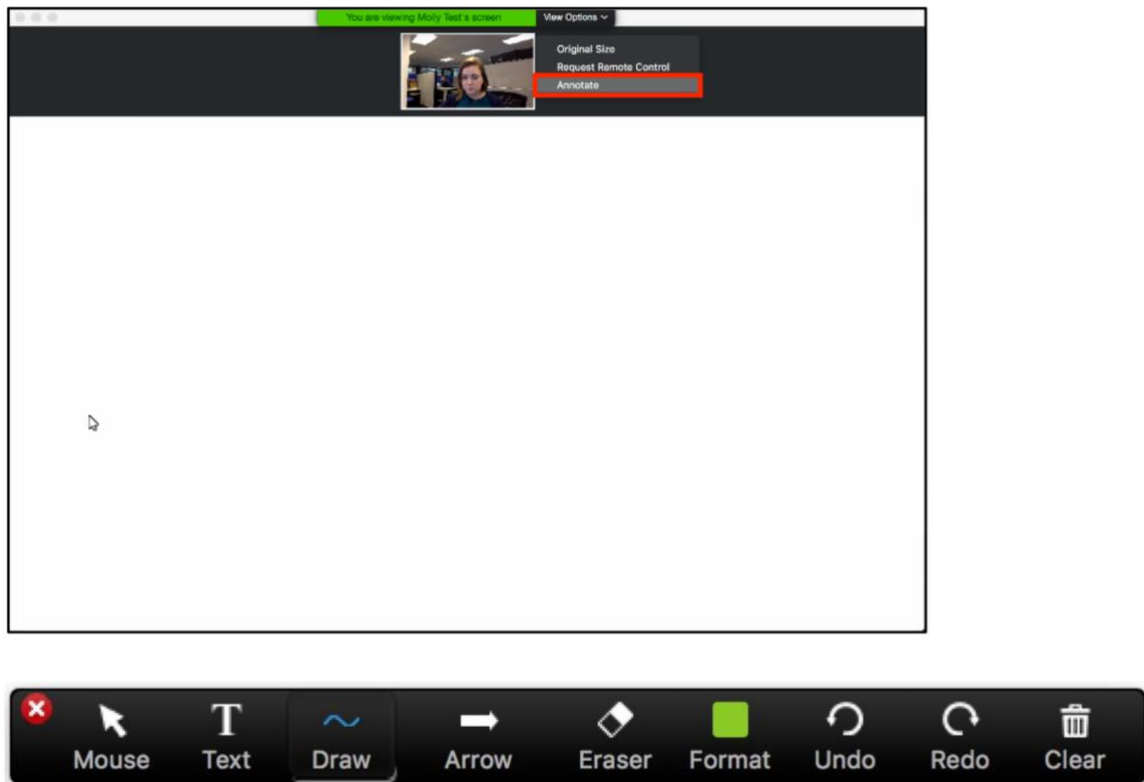 You are viewing Molly Test's screen View Options
Original Size
Request Remote Control
Annotate
Mouse Text Draw Arrow Eraser Format Undo Redo Clear